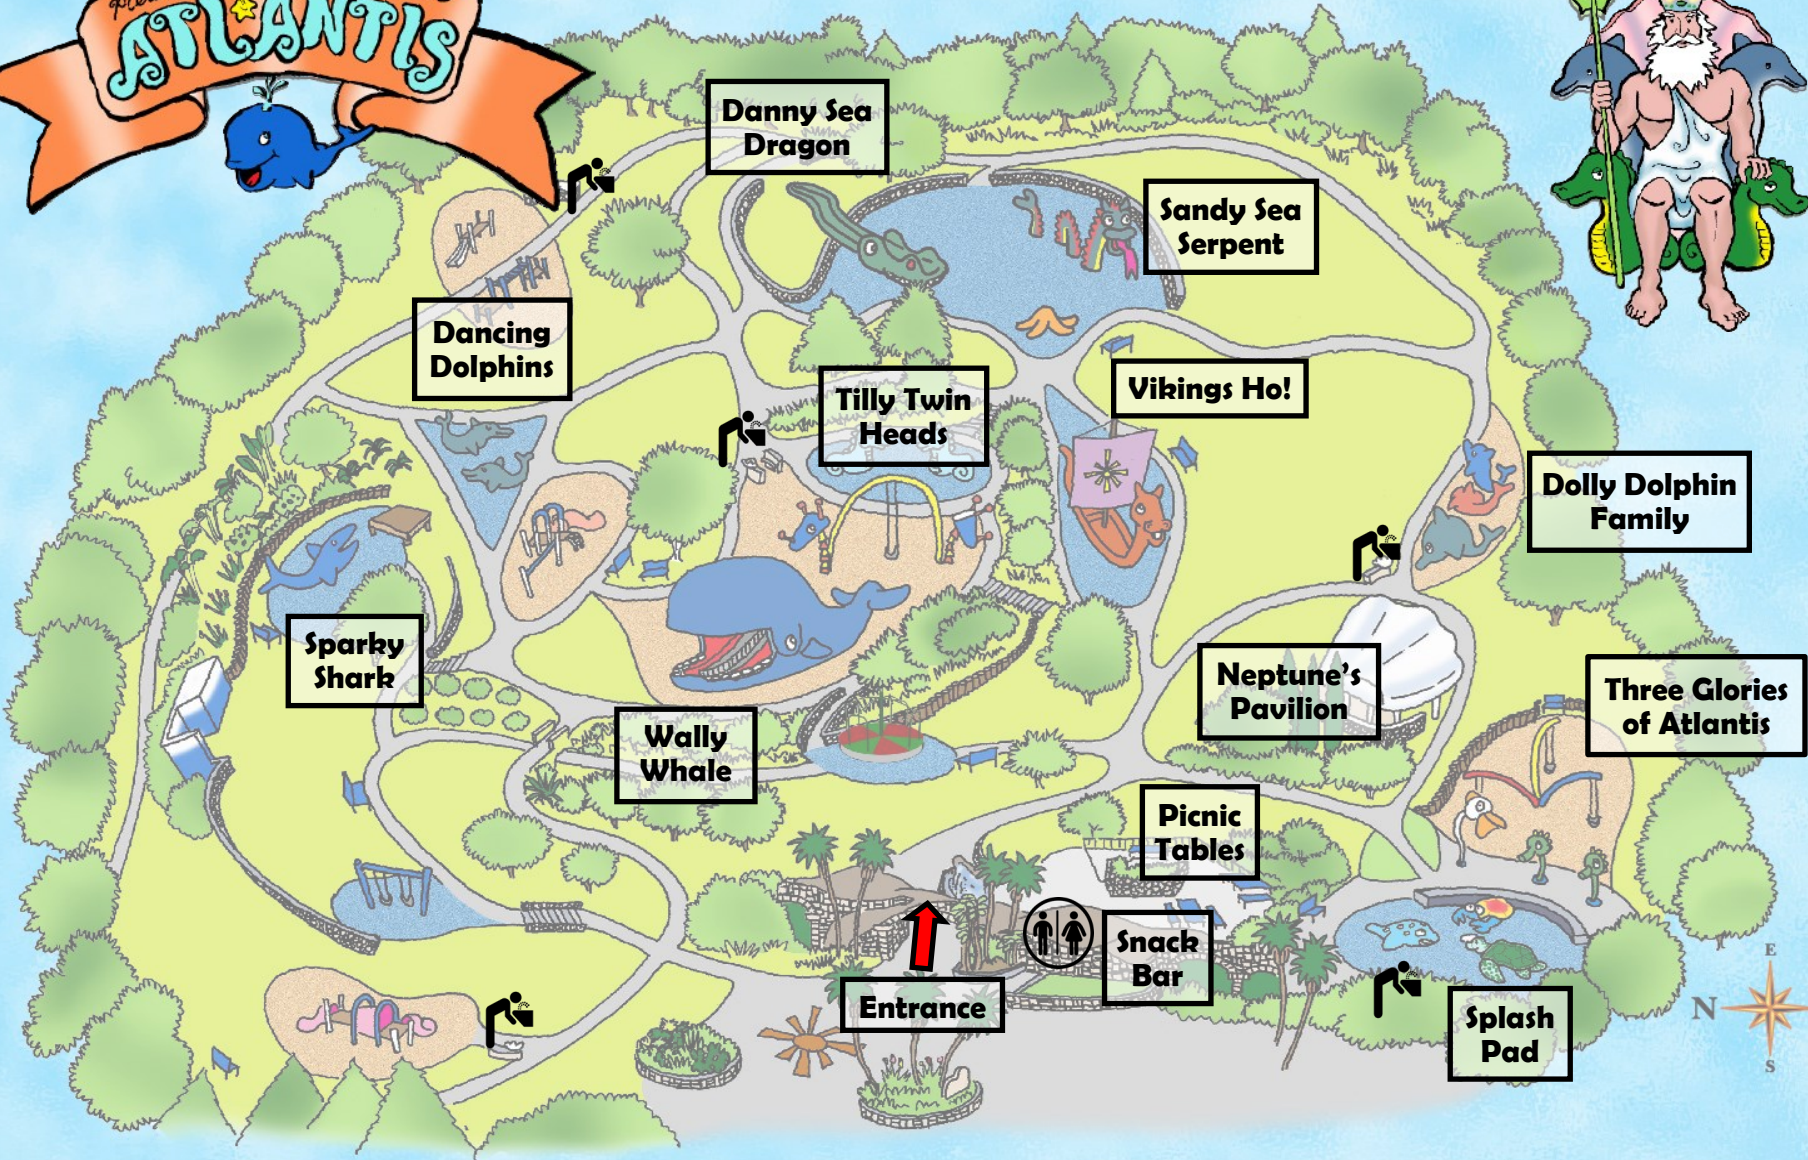 ATLANTIS
Danny Sea
Dragon
Sandy Sea
Serpent
Dancing
Dolphins
Tilly Twin
Heads
Vikings Ho!
Dolly Dolphin
Family
Sparky
Shark
Neptune's
Pavilion
Three Glories
of Atlantis
Wally
Whale
Picnic
Tables
Snack
Bar
Entrance
Splash
Pad
E
N
S